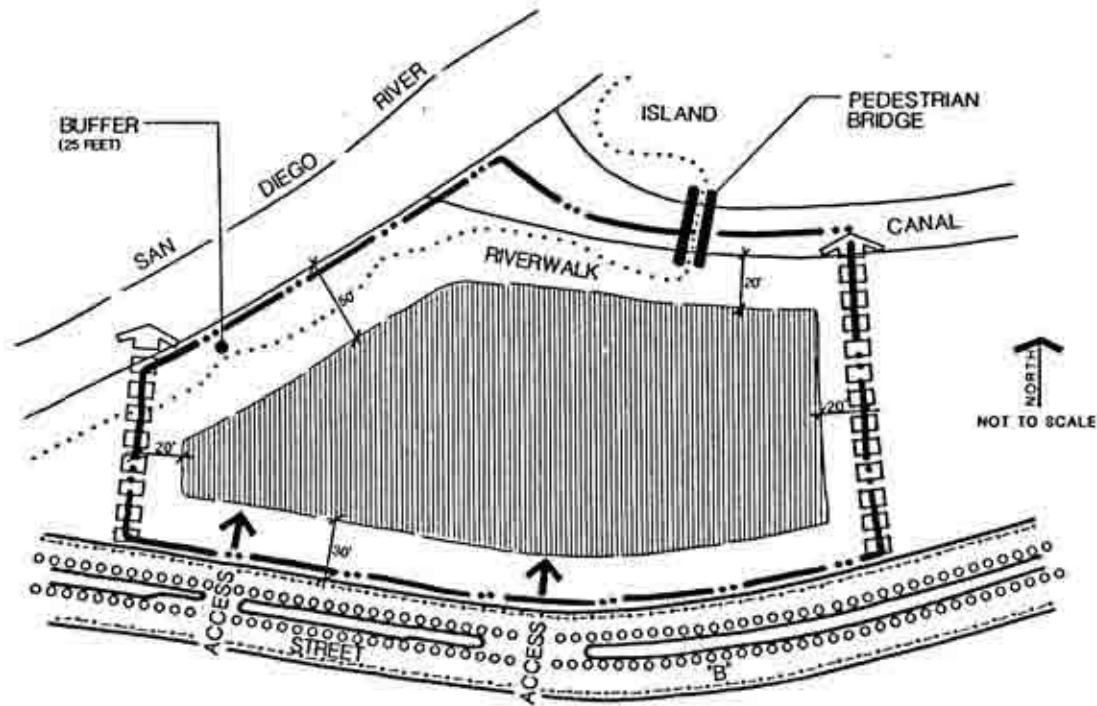 BUFFER
(25 FEET)
SAN DIEGO RIVER
ISLAND
PEDESTRIAN
BRIDGE
CANAL
RIVERWALK
50'
20'
20'
20'
30'
NORTH
NOT TO SCALE
ACCESS
ACCESS
STREET "B"